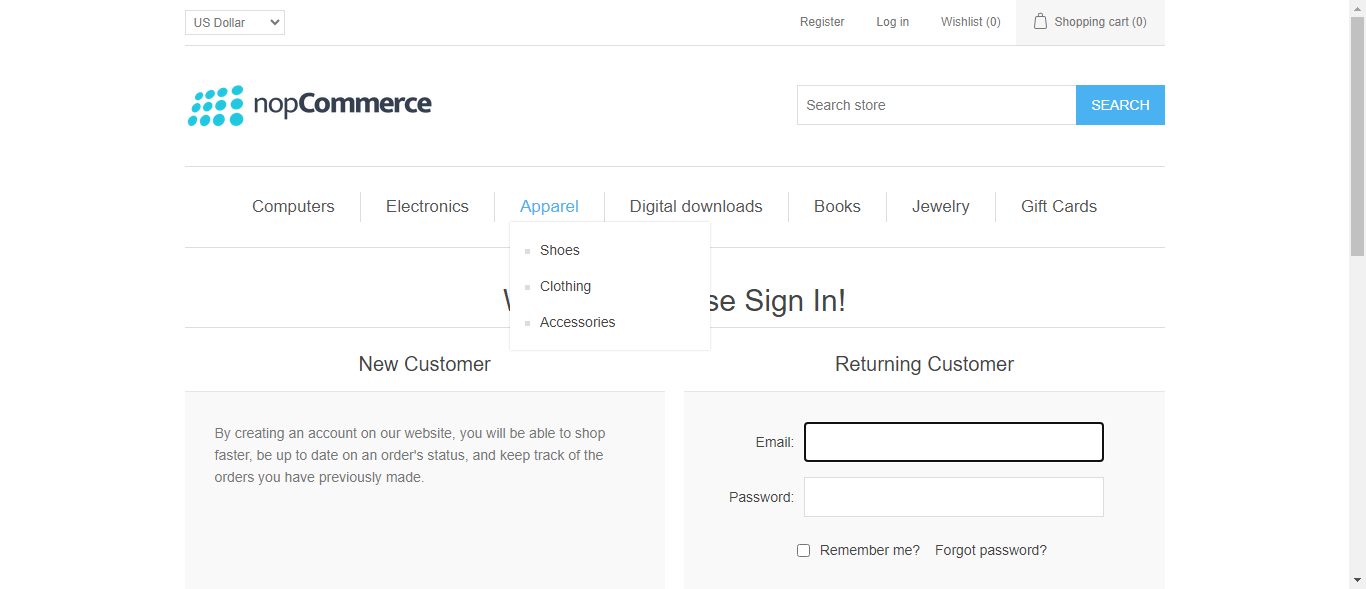 US Dollar
Register
Log in
Wishlist (0)
Shopping cart (0)
nopCommerce
Search store
SEARCH
Computers
Electronics
Apparel
Digital downloads
Books
Jewelry
Gift Cards
Shoes
Clothing
Accessories
Sign In!
New Customer
Returning Customer
By creating an account on our website, you will be able to shop
faster, be up to date on an order's status, and keep track of the
orders you have previously made.
Email:
Password:
Remember me?
Forgot password?